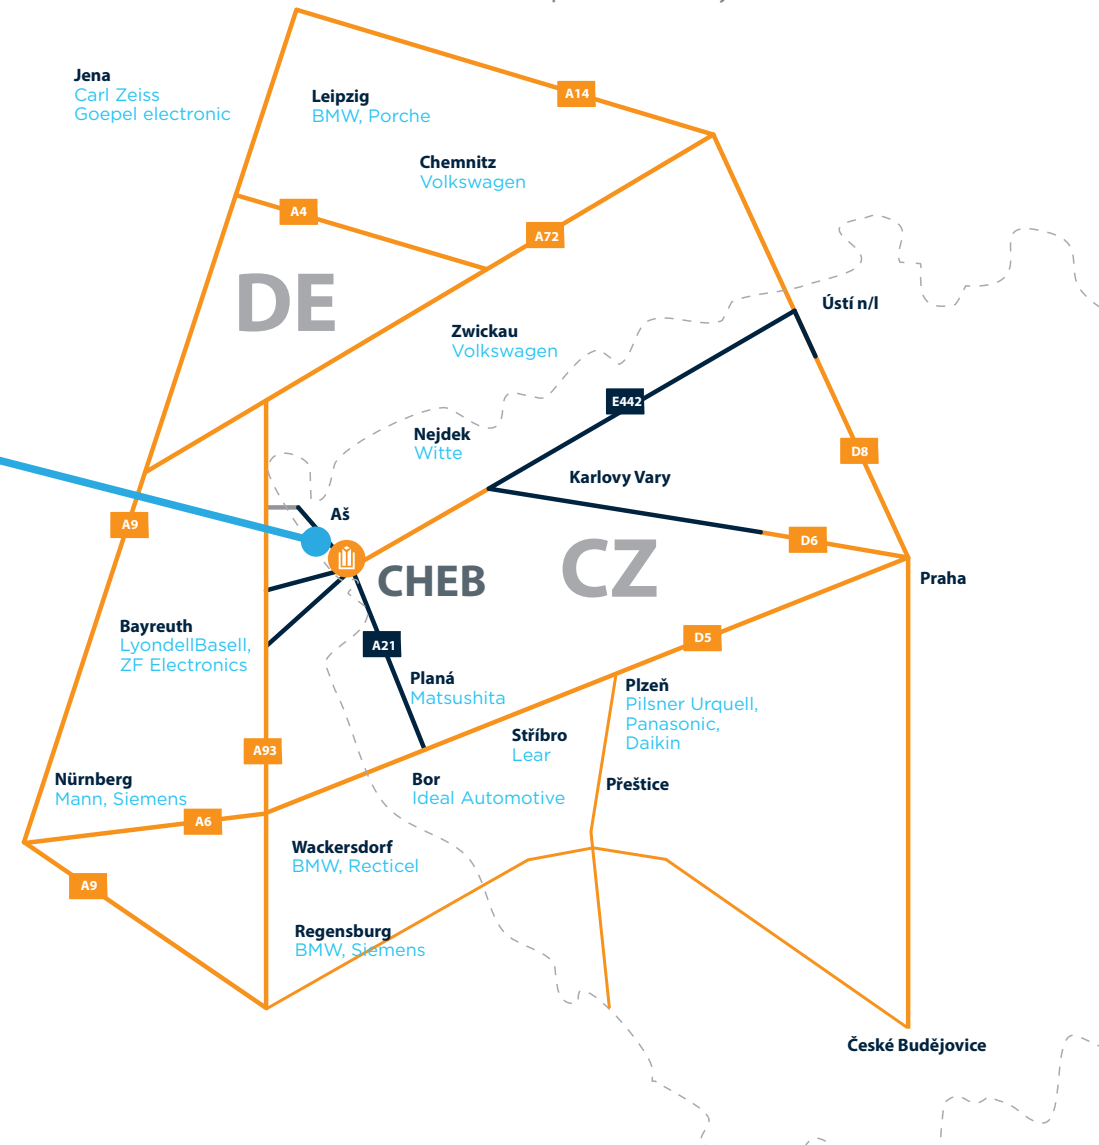 Jena
Carl Zeiss
Goepel electronic
Leipzig
BMW, Porche
A14
Chemnitz
Volkswagen
A4
A72
DE
Ústí n/l
Zwickau
Volkswagen
E442
Nejdek
Witte
D8
Karlovy Vary
Aš
A9
D6
CZ
CHEB
Praha
Bayreuth
LyondellBasell,
ZF Electronics
A21
D5
Planá
Matsushita
Plzeň
Pilsner Urquell,
Panasonic,
Daikin
Stříbro
Lear
A93
Nürnberg
Mann, Siemens
Bor
Ideal Automotive
Přeštice
A6
Wackersdorf
BMW, Recticel
A9
Regensburg
BMW, Siemens
České Budějovice